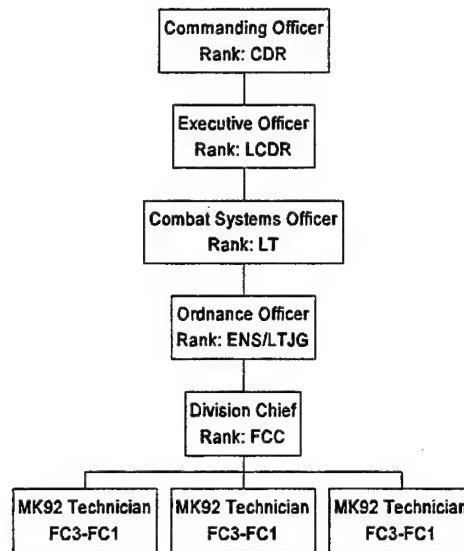 Commanding Officer
Rank: CDR
Executive Officer
Rank: LCDR
Combat Systems Officer
Rank: LT
Ordnance Officer
Rank: ENS/LTJG
Division Chief
Rank: FCC
MK92 Technician
FC3-FC1
MK92 Technician
FC3-FC1
MK92 Technician
FC3-FC1